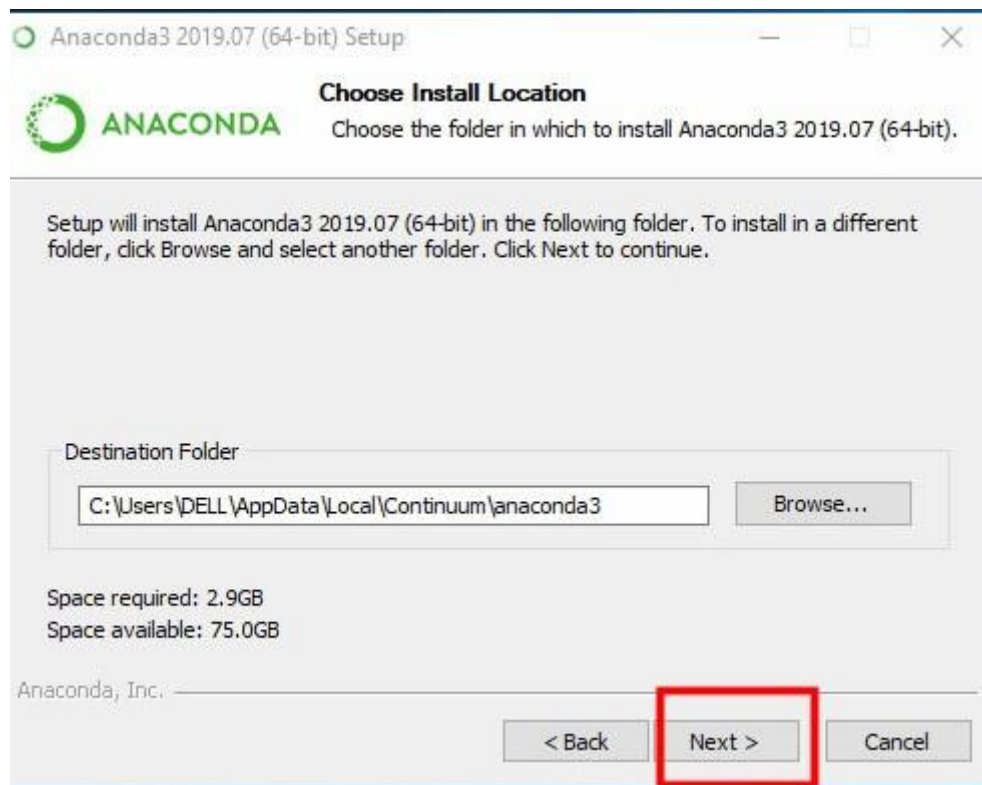 Anaconda3 2019.07 (64-bit) Setup
ANACONDA
Choose Install Location
Choose the folder in which to install Anaconda3 2019.07 (64-bit).
Setup will install Anaconda3 2019.07 (64-bit) in the following folder. To install in a different
folder, click Browse and select another folder. Click Next to continue.
Destination Folder
C:\Users\DELL\AppData\Local\Continuum\anaconda3
Browse...
Space required: 2.9GB
Space available: 75.0GB
Anaconda, Inc.
< Back
Next >
Cancel